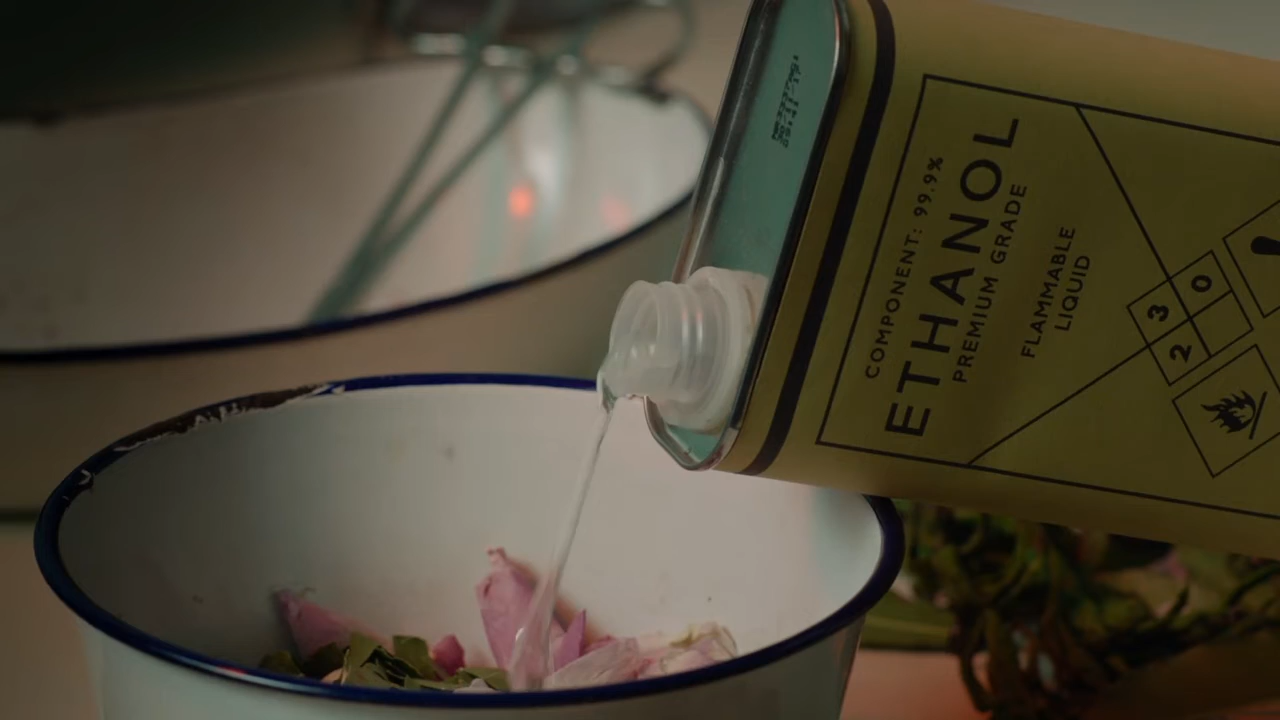 COMPONENT: 99.9%
ETHANOL
PREMIUM GRADE
FLAMMABLE
LIQUID
3
0
2